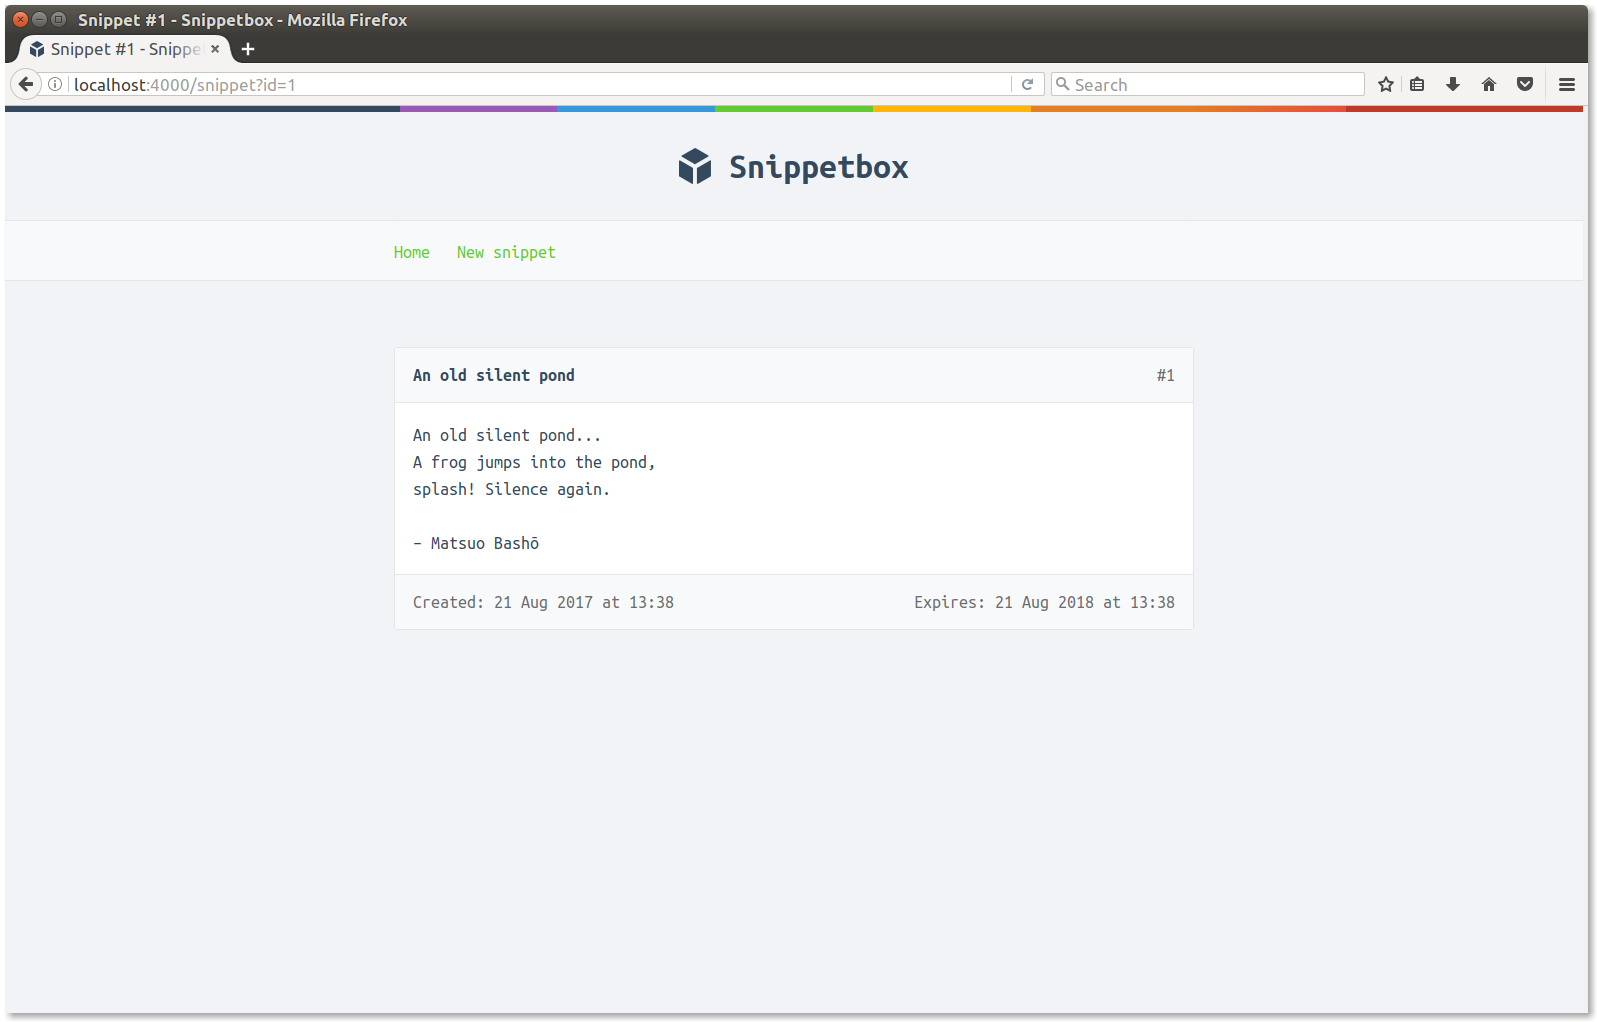 Snippet #1 - Snippetbox - Mozilla Firefox
Snippet #1 - Snippe
localhost:4000/snippet?id=1
Search
Snippetbox
Home New snippet
An old silent pond #1
An old silent pond...
A frog jumps into the pond,
splash! Silence again.
– Matsuo Bashō
Created: 21 Aug 2017 at 13:38 Expires: 21 Aug 2018 at 13:38